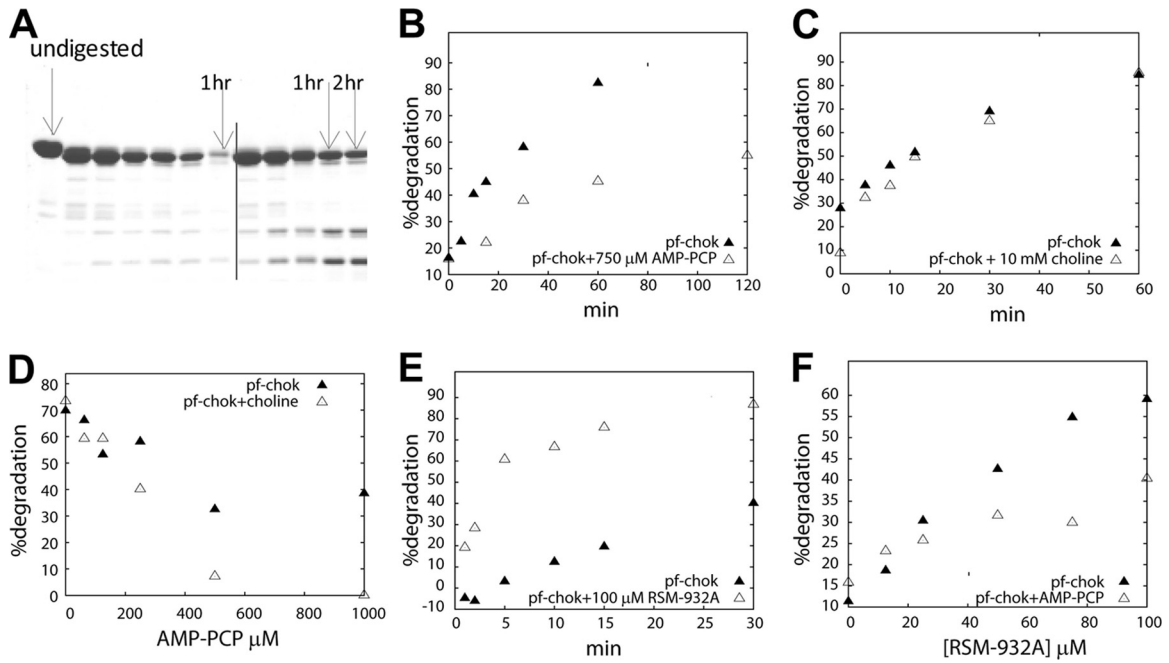 A
undigested
1hr
1hr 2hr
B
%degradation
90
80
70
60
50
40
30
20
10
pf-chok
pf-chok+750 μM AMP-PCP
0 20 40 60 80 100 120
min
C
%degradation
90
80
70
60
50
40
30
20
10
0
pf-chok
pf-chok + 10 mM choline
0 10 20 30 40 50 60
min
D
%degradation
80
70
60
50
40
30
20
10
0
pf-chok
pf-chok+choline
0 200 400 600 800 1000
AMP-PCP μM
E
%degradation
90
80
70
60
50
40
30
20
10
0
-10
pf-chok
pf-chok+100 μM RSM-932A
0 5 10 15 20 25 30
min
F
%degradation
60
55
50
45
40
35
30
25
20
15
10
pf-chok
pf-chok+AMP-PCP
0 20 40 60 80 100
[RSM-932A] μM